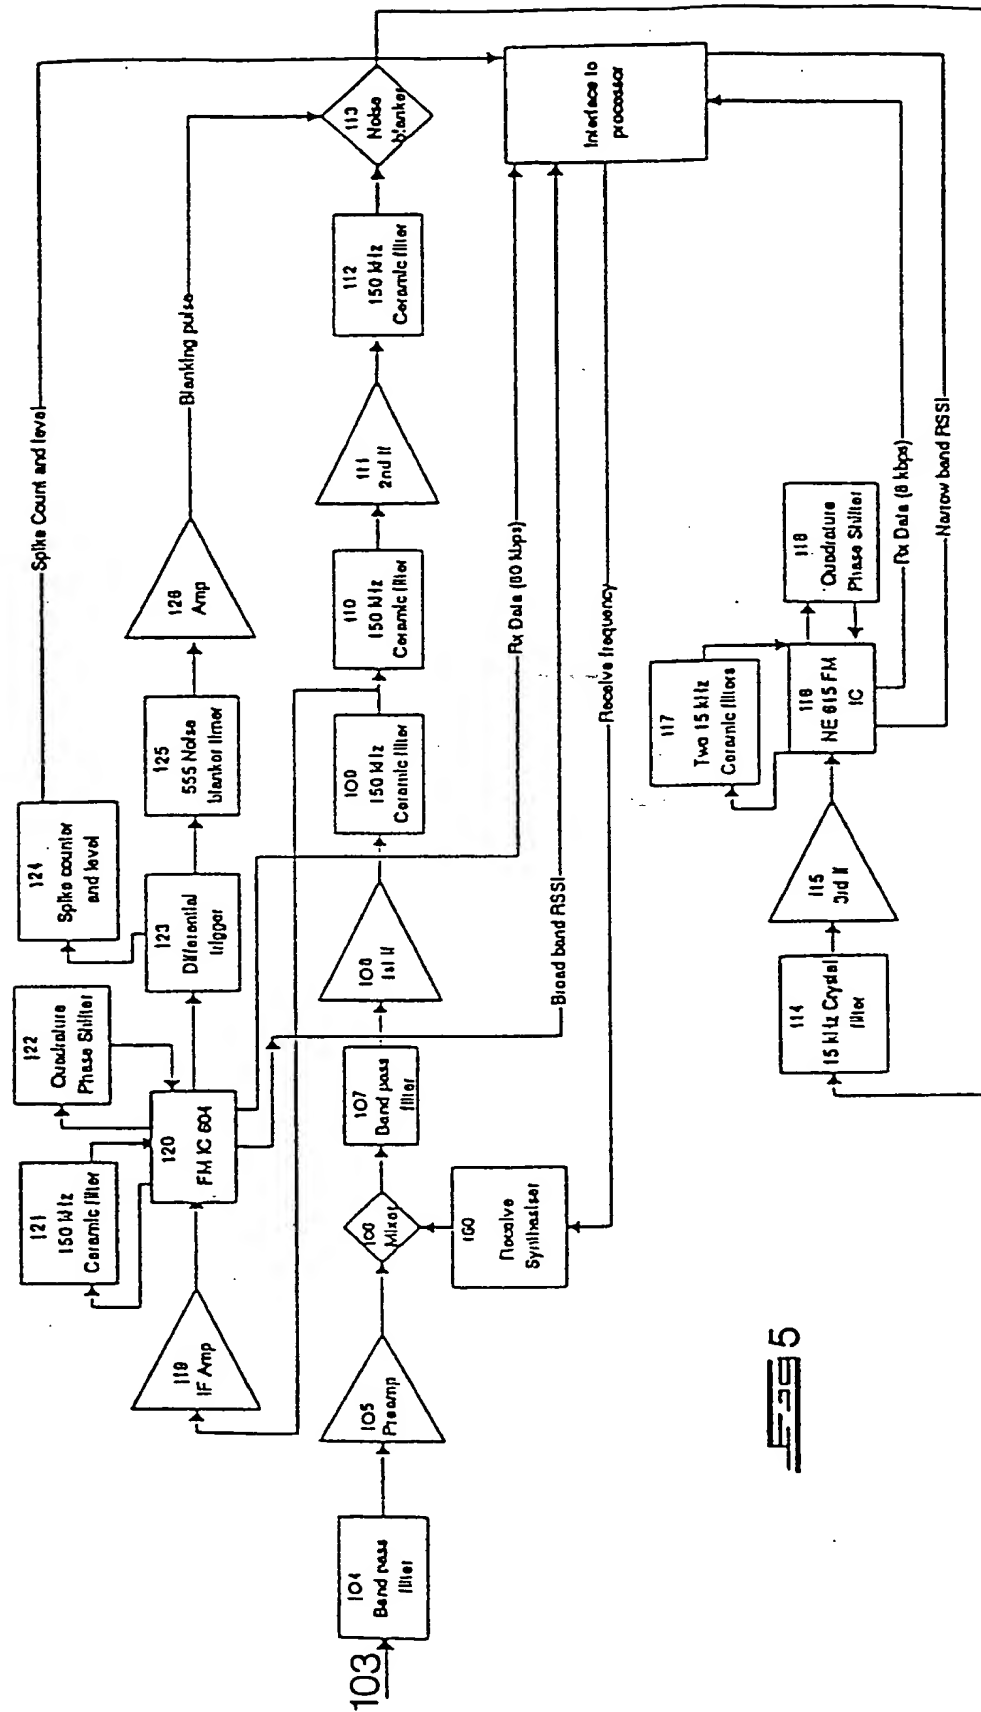 Spike Count and level
124
Spike counter
and level
122
Quadrature
Phase Shifter
121
150 kHz
Ceramic filter
120
FM IC 604
123
Differential
trigger
125
555 Noise
blanker timer
126
Amp
Blanking pulse
119
IF Amp
113
Noise
blanker
112
150 kHz
Ceramic filter
111
2nd If
110
150 kHz
Ceramic filter
150 kHz
Ceramic filter
108
1st If
107
Band pass
filter
Mixer
105
Preamp
104
Band pass
filter
103
160
Receive
Synthesiser
Interface to
processor
Rx Data (80 kbps)
Broad band RSSI
Receive frequency
117
Two 15 kHz
Ceramic filters
118
Quadrature
Phase Shifter
116
NE 615 FM
IC
115
3rd If
114
15 kHz Crystal
filter
Rx Data (8 kbps)
Narrow band RSSI
5